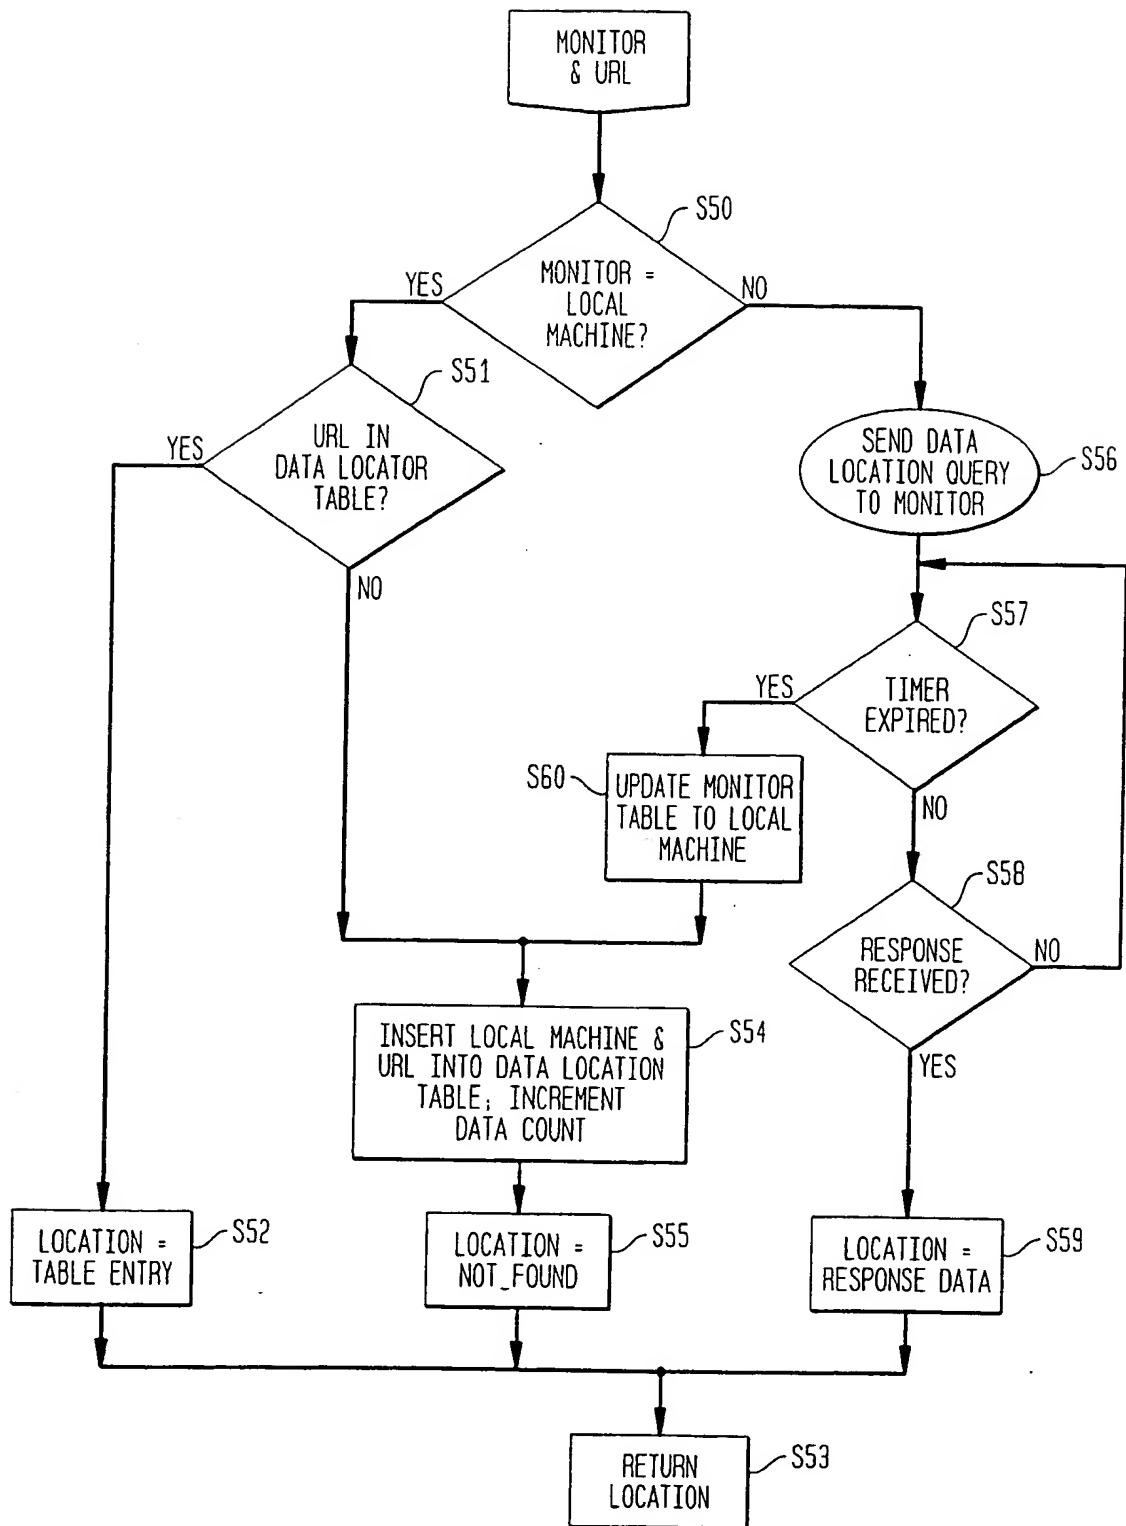 MONITOR
& URL
S50
MONITOR =
LOCAL
MACHINE?
YES
NO
S51
URL IN
DATA LOCATOR
TABLE?
YES
NO
SEND DATA
LOCATION QUERY
TO MONITOR
S56
S57
TIMER
EXPIRED?
YES
NO
S60
UPDATE MONITOR
TABLE TO LOCAL
MACHINE
S58
RESPONSE
RECEIVED?
NO
YES
INSERT LOCAL MACHINE &
URL INTO DATA LOCATION
TABLE; INCREMENT
DATA COUNT
S54
LOCATION =
TABLE ENTRY
S52
LOCATION =
NOT_FOUND
S55
LOCATION =
RESPONSE DATA
S59
RETURN
LOCATION
S53